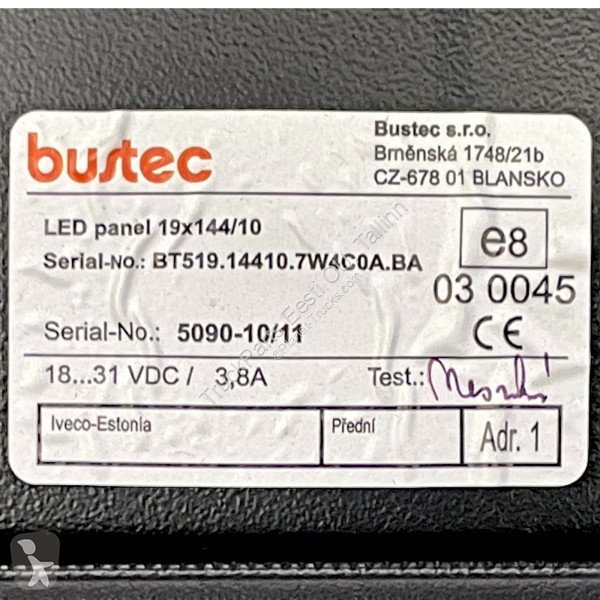 bustec
Bustec s.r.o.
Brněnská 1748/21b
CZ-678 01 BLANSKO
LED panel 19x144/10
Serial-No.: BT519.14410.7W4C0A.BA
e8
03 0045
Serial-No.: 5090-10/11
CE
18...31 VDC / 3,8A
Test.:
Iveco-Estonia
Přední
Adr. 1